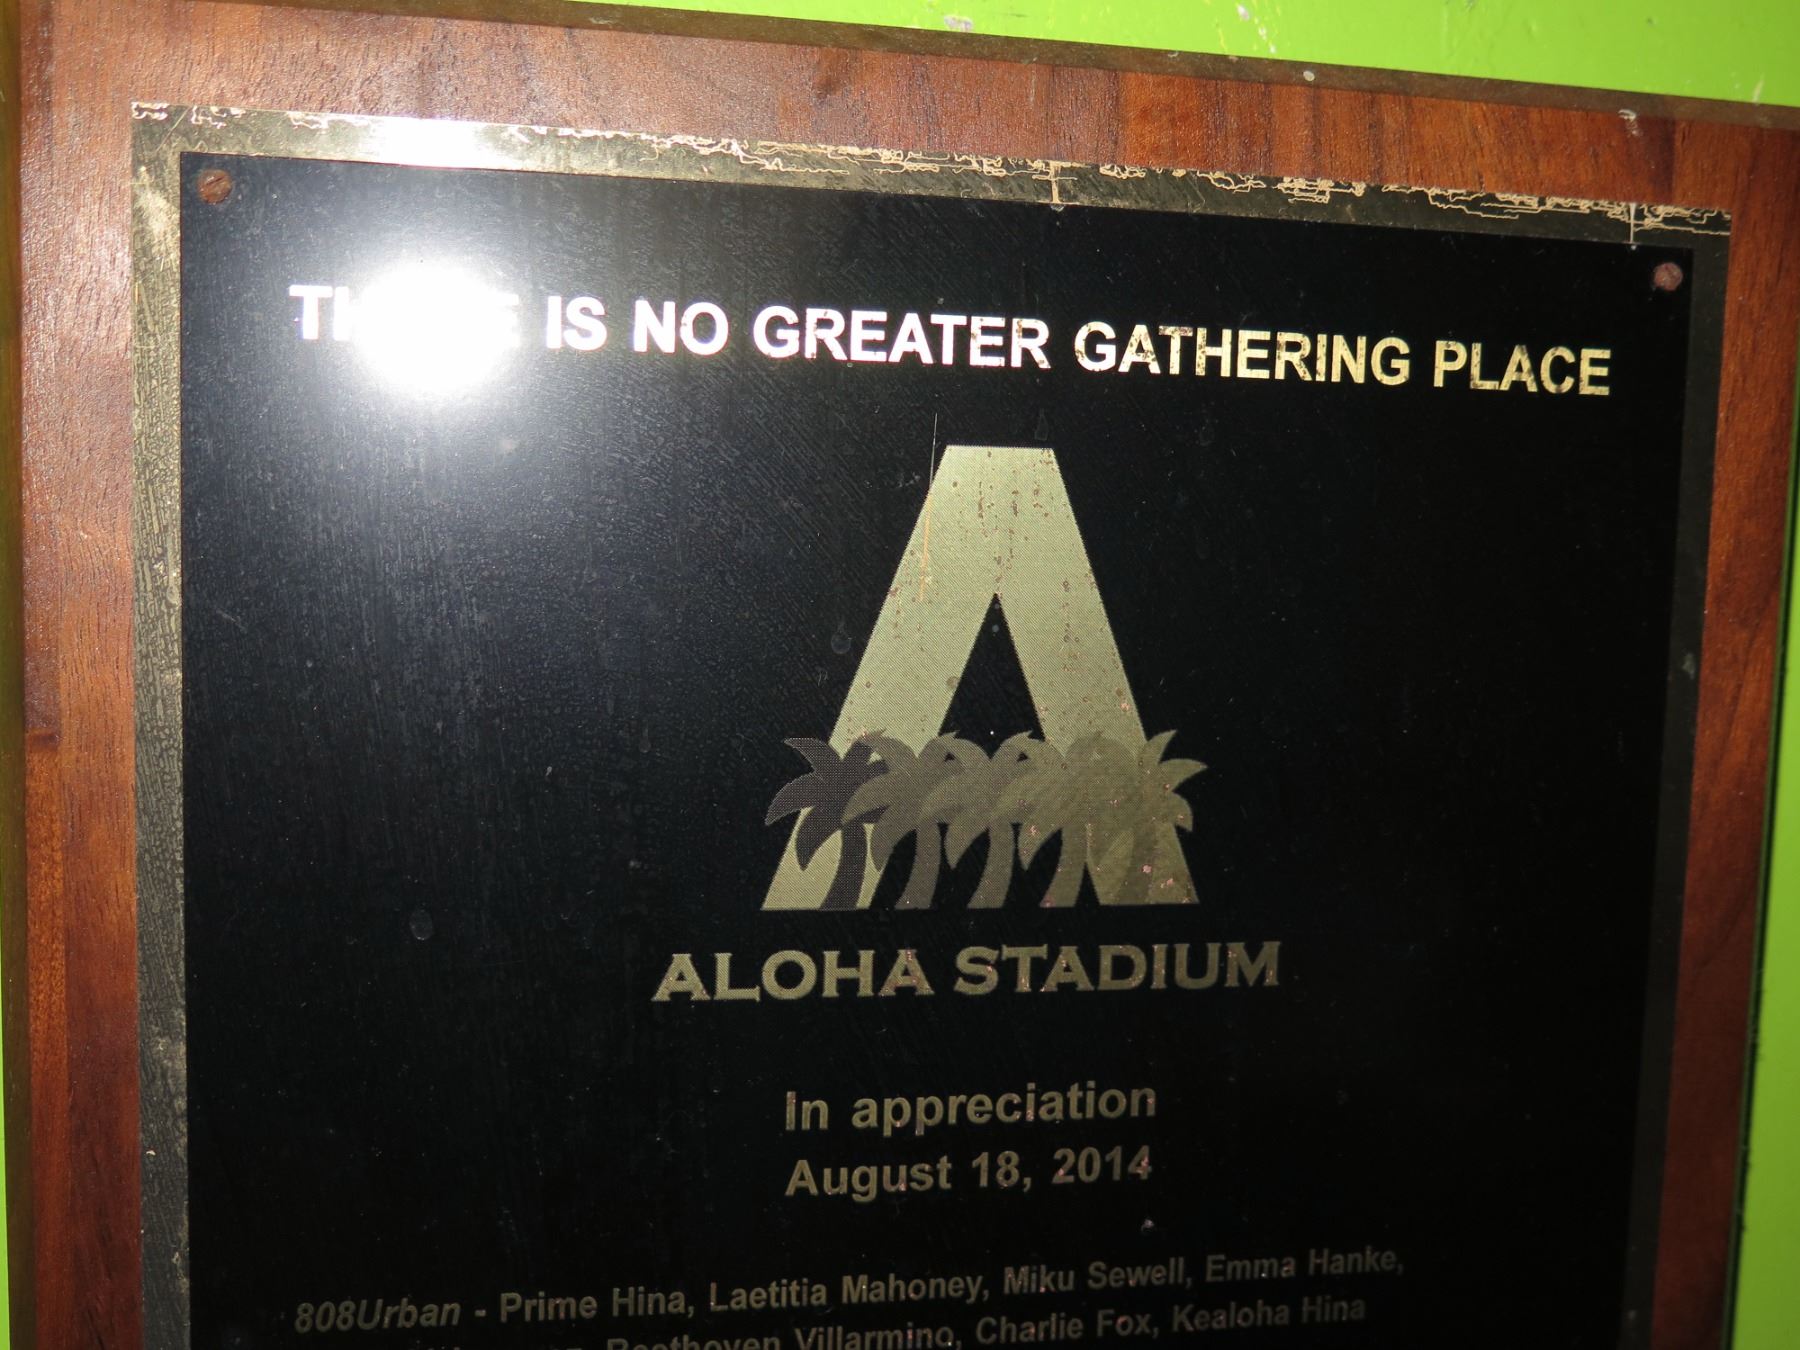 THERE IS NO GREATER GATHERING PLACE
ALOHA STADIUM
In appreciation
August 18, 2014
808Urban - Prime Hina, Laetitia Mahoney, Miku Sewell, Emma Hanke,
Beethoven Villarmino, Charlie Fox, Kealoha Hina